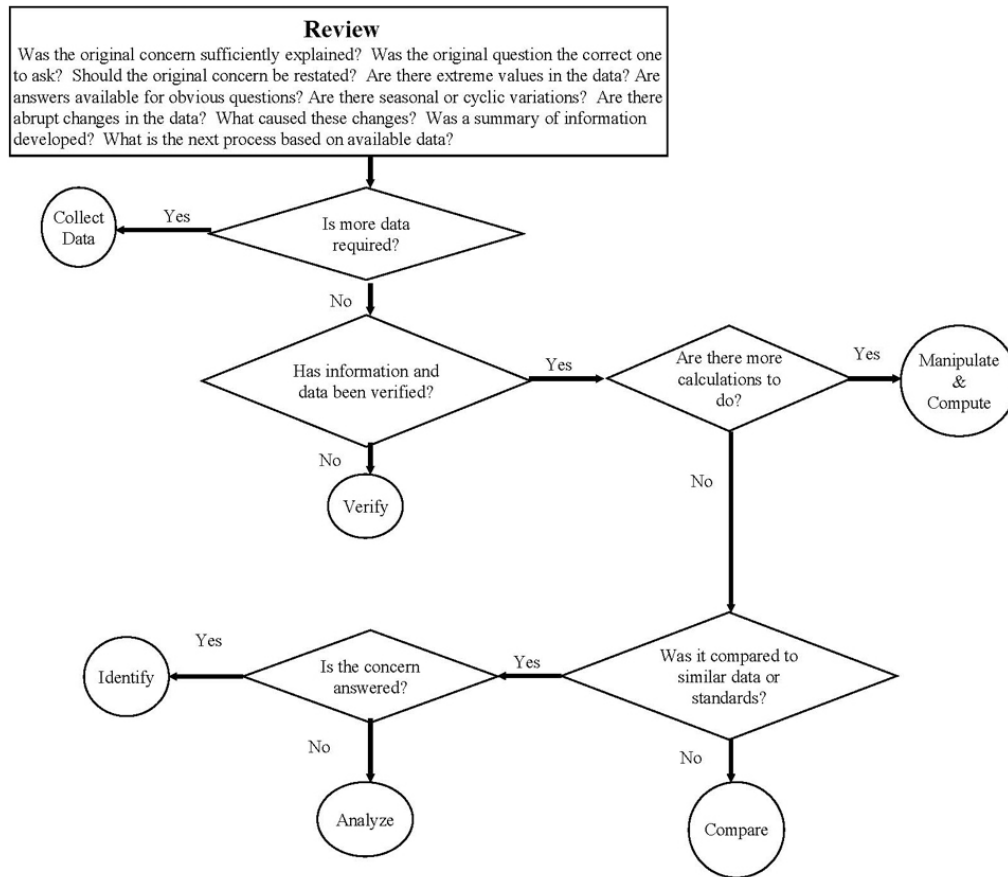 Review
Was the original concern sufficiently explained? Was the original question the correct one
to ask? Should the original concern be restated? Are there extreme values in the data? Are
answers available for obvious questions? Are there seasonal or cyclic variations? Are there
abrupt changes in the data? What caused these changes? Was a summary of information
developed? What is the next process based on available data?
Collect
Data
Yes
Is more data
required?
No
Has information and
data been verified?
Yes
Are there more
calculations to
do?
Yes
Manipulate
&
Compute
No
Verify
No
Was it compared to
similar data or
standards?
Yes
Is the concern
answered?
Yes
Identify
No
Analyze
No
Compare